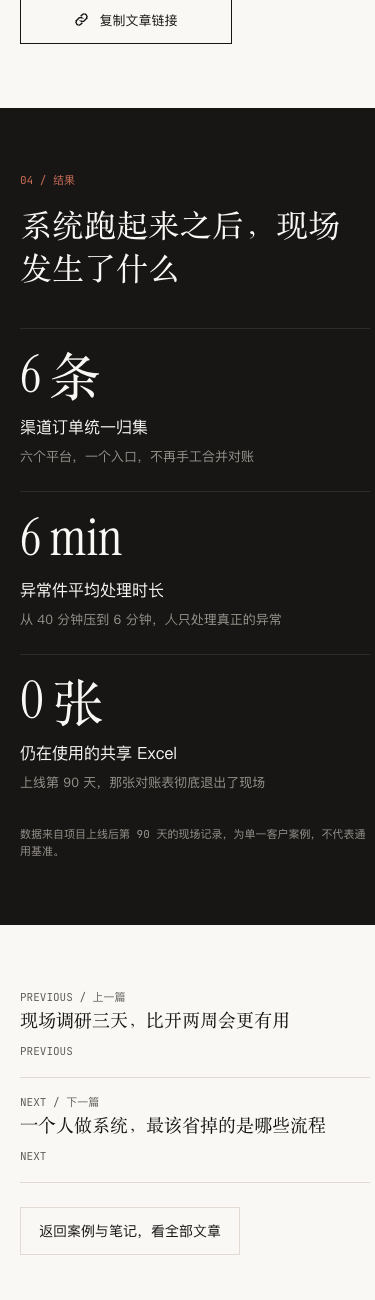 复制文章链接
04 / 结果
系统跑起来之后，现场
发生了什么
6 条
渠道订单统一归集
六个平台，一个入口，不再手工合并对账
6 min
异常件平均处理时长
从 40 分钟压到 6 分钟，人只处理真正的异常
0 张
仍在使用的共享 Excel
上线第 90 天，那张对账表彻底退出了现场
数据来自项目上线后第 90 天的现场记录，为单一客户案例，不代表通
用基准。
PREVIOUS / 上一篇
现场调研三天，比开两周会更有用
PREVIOUS
NEXT / 下一篇
一个人做系统，最该省掉的是哪些流程
NEXT
返回案例与笔记，看全部文章